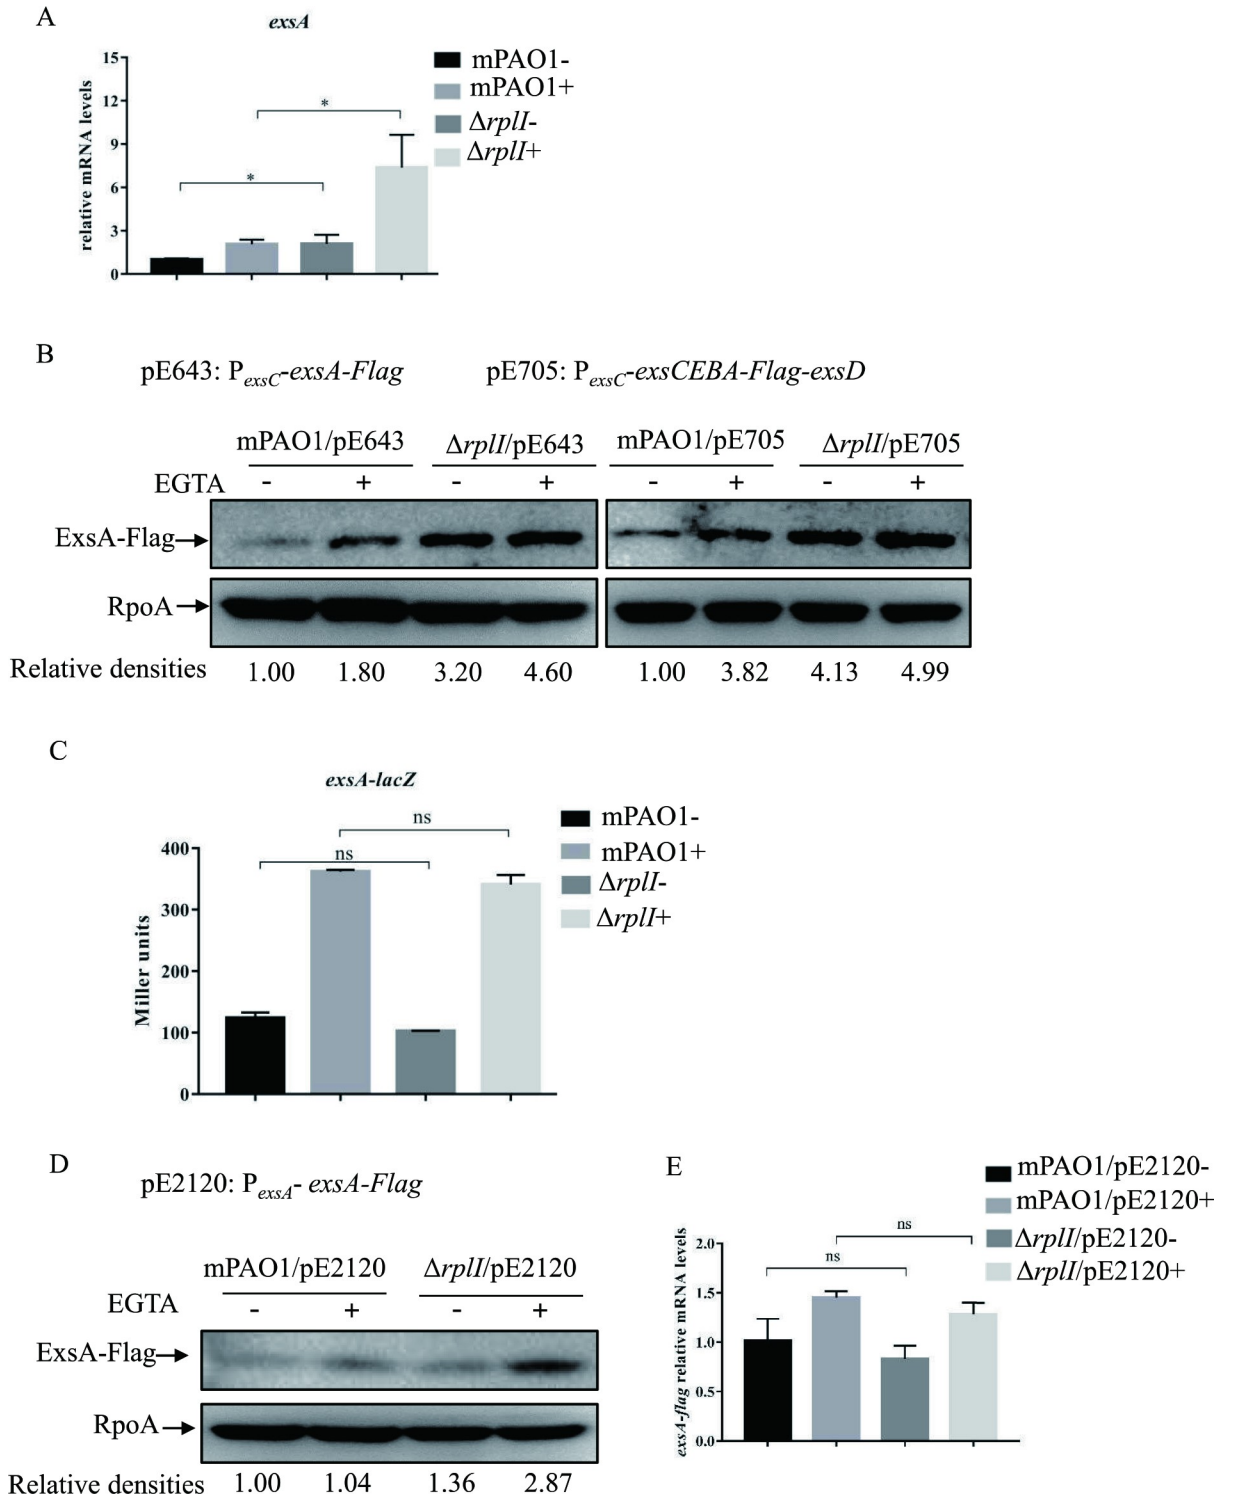 A
exsA
relative mRNA levels
15
12
9
6
3
0
*
*
mPAO1-
mPAO1+
ΔrplI-
ΔrplI+
B
pE643: PexsC-exsA-Flag pE705: PexsC-exsCEBA-Flag-exsD
mPAO1/pE643 ΔrplI/pE643 mPAO1/pE705 ΔrplI/pE705
EGTA - + - + - + - +
ExsA-Flag
RpoA
Relative densities 1.00 1.80 3.20 4.60 1.00 3.82 4.13 4.99
C
exsA-lacZ
Miller units
400
300
200
100
0
ns
ns
mPAO1-
mPAO1+
ΔrplI-
ΔrplI+
D
pE2120: PexsA- exsA-Flag
mPAO1/pE2120 ΔrplI/pE2120
EGTA - + - +
ExsA-Flag
RpoA
Relative densities 1.00 1.04 1.36 2.87
E
exsA-flag relative mRNA levels
2.0
1.5
1.0
0.5
0.0
ns
ns
mPAO1/pE2120-
mPAO1/pE2120+
ΔrplI/pE2120-
ΔrplI/pE2120+